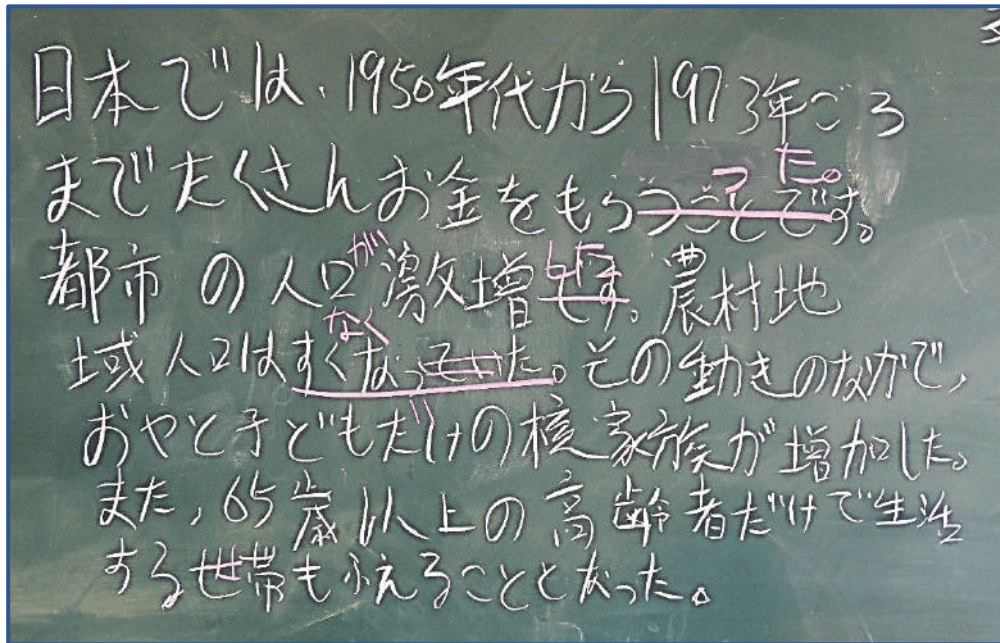 日本では、1950年代から1973年ごろ
った。
までたくさんお金をもらうことです。
都市の人口が激増です。農村地
なく
域人口はすくなった。その動きのなかで,
おやと子どもだけの核家族が増加した。
また,65歳以上の高齢者だけで生活
する世帯もふえることとなった。